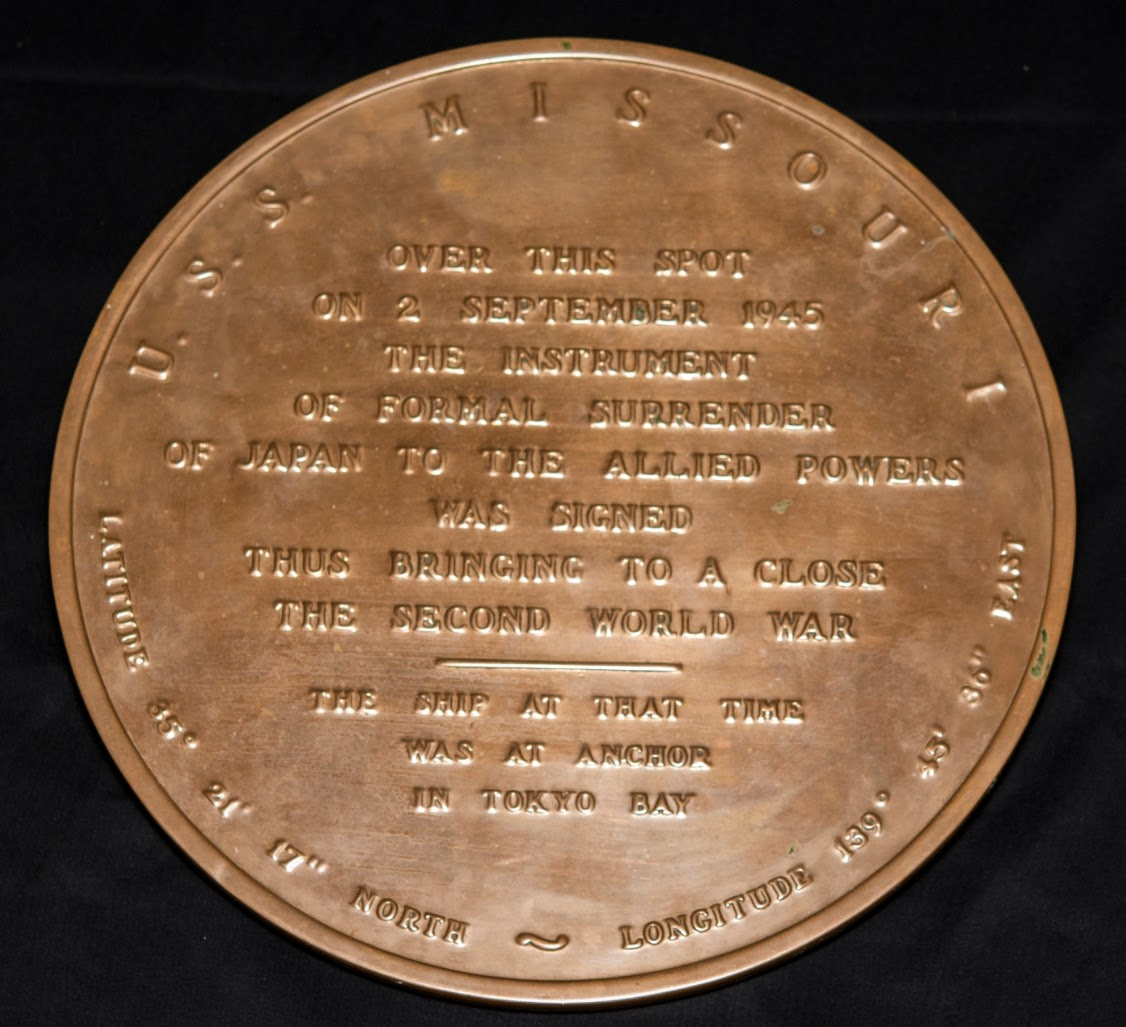 U. S. S. MISSOURI
OVER THIS SPOT
ON 2 SEPTEMBER 1945
THE INSTRUMENT
OF FORMAL SURRENDER
OF JAPAN TO THE ALLIED POWERS
WAS SIGNED
THUS BRINGING TO A CLOSE
THE SECOND WORLD WAR
THE SHIP AT THAT TIME
WAS AT ANCHOR
IN TOKYO BAY
LATITUDE 35° 21' 17" NORTH ~ LONGITUDE 139° 45' 36" EAST